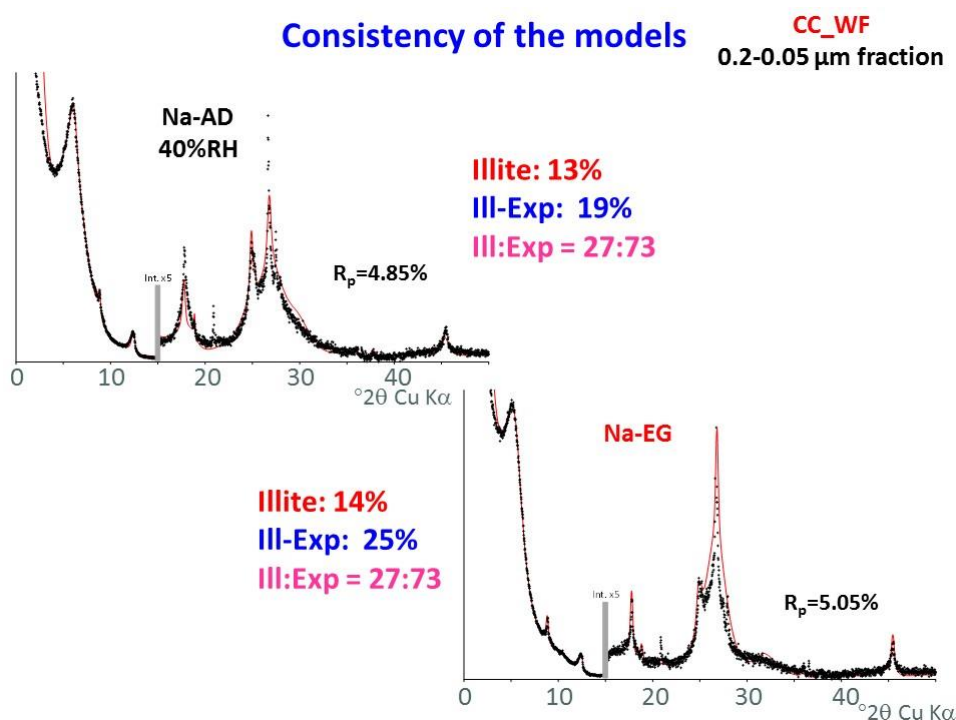 Consistency of the models
CC_WF
0.2-0.05 µm fraction
Na-AD
40%RH
Illite: 13%
Ill-Exp: 19%
Ill:Exp = 27:73
Int. x5
Rp=4.85%
0 10 20 30 40
°2θ Cu Kα
Na-EG
Illite: 14%
Ill-Exp: 25%
Ill:Exp = 27:73
Int. x5
Rp=5.05%
0 10 20 30 40
°2θ Cu Kα